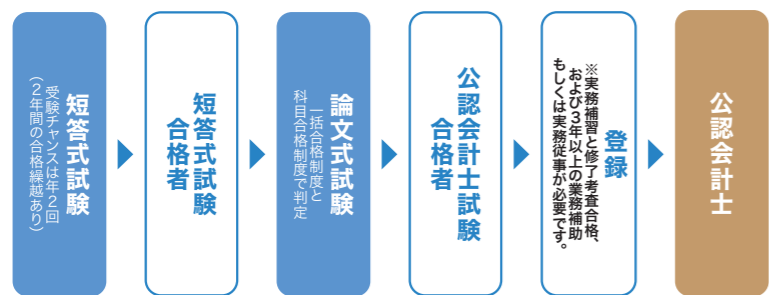 短答式試験
受験チャンスは年2回
（2年間の合格繰越あり）
短答式試験
合格者
論文式試験
一括合格制度と
科目合格制度で判定
公認会計士試験
合格者
登録
※実務補習と修了考査合格、
および3年以上の業務補助
もしくは実務従事が必要です。
公認会計士